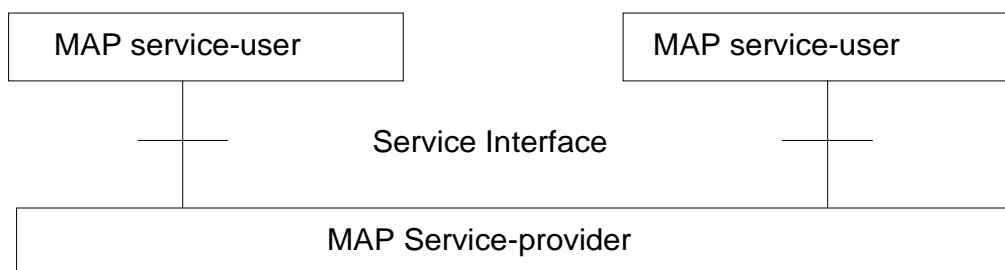 MAP service-user
MAP service-user
Service Interface
MAP Service-provider